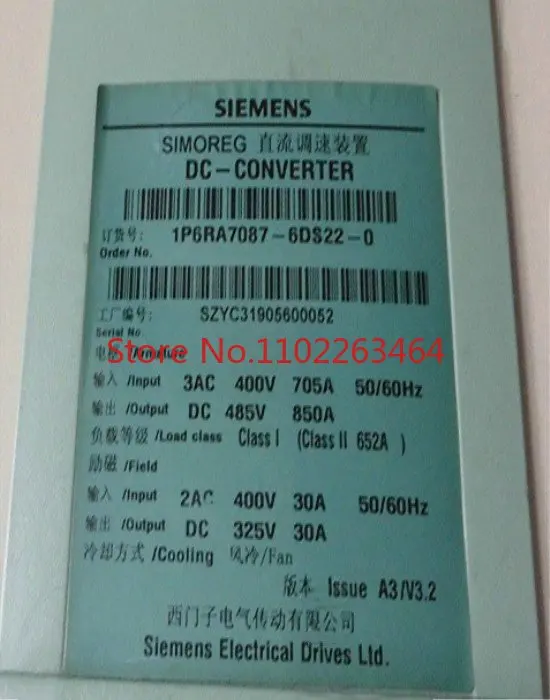 SIEMENS
SIMOREG 直流调速装置
DC-CONVERTER
订货号: 1P6RA7087-6DS22-0
Order No.
工厂编号: SZYC31905600052
Serial No.
Store No.1102263464
电枢 /Armature
输入 /Input 3AC 400V 705A 50/60Hz
输出 /Output DC 485V 850A
负载等级 /Load class Class I (Class II 652A )
励磁 /Field
输入 /Input 2AC 400V 30A 50/60Hz
输出 /Output DC 325V 30A
冷却方式 /Cooling 风冷/Fan
版本 Issue A3/V3.2
西门子电气传动有限公司
Siemens Electrical Drives Ltd.